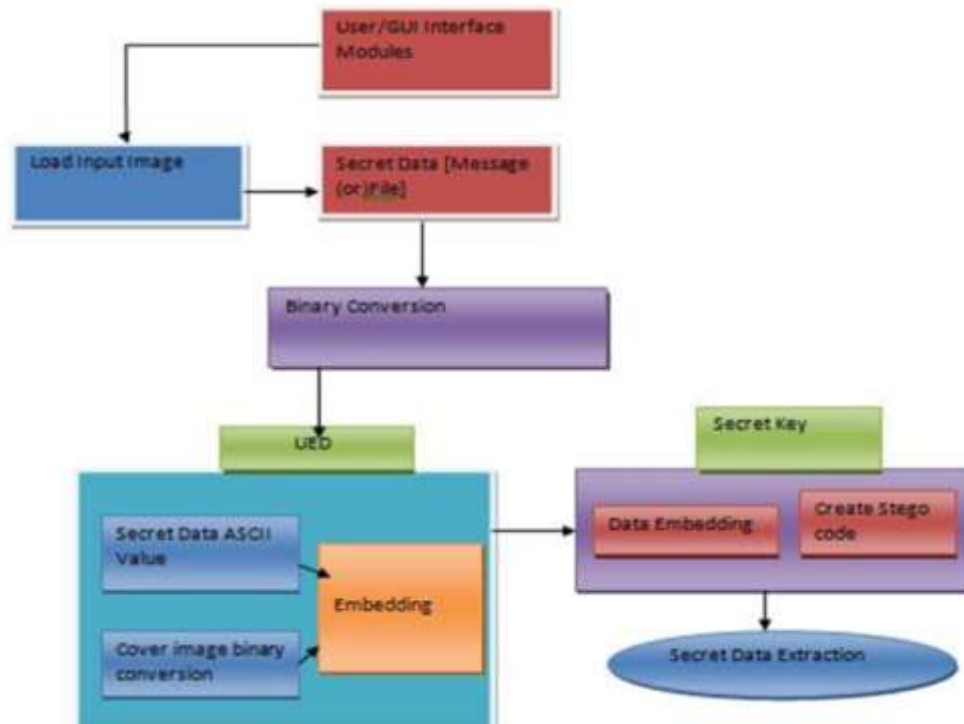 User/GUI Interface
Modules
Load Input Image
Secret Data [Message
(or)File]
Binary Conversion
UED
Secret Key
Secret Data ASCII
Value
Embedding
Cover image binary
conversion
Data Embedding
Create Stego
code
Secret Data Extraction